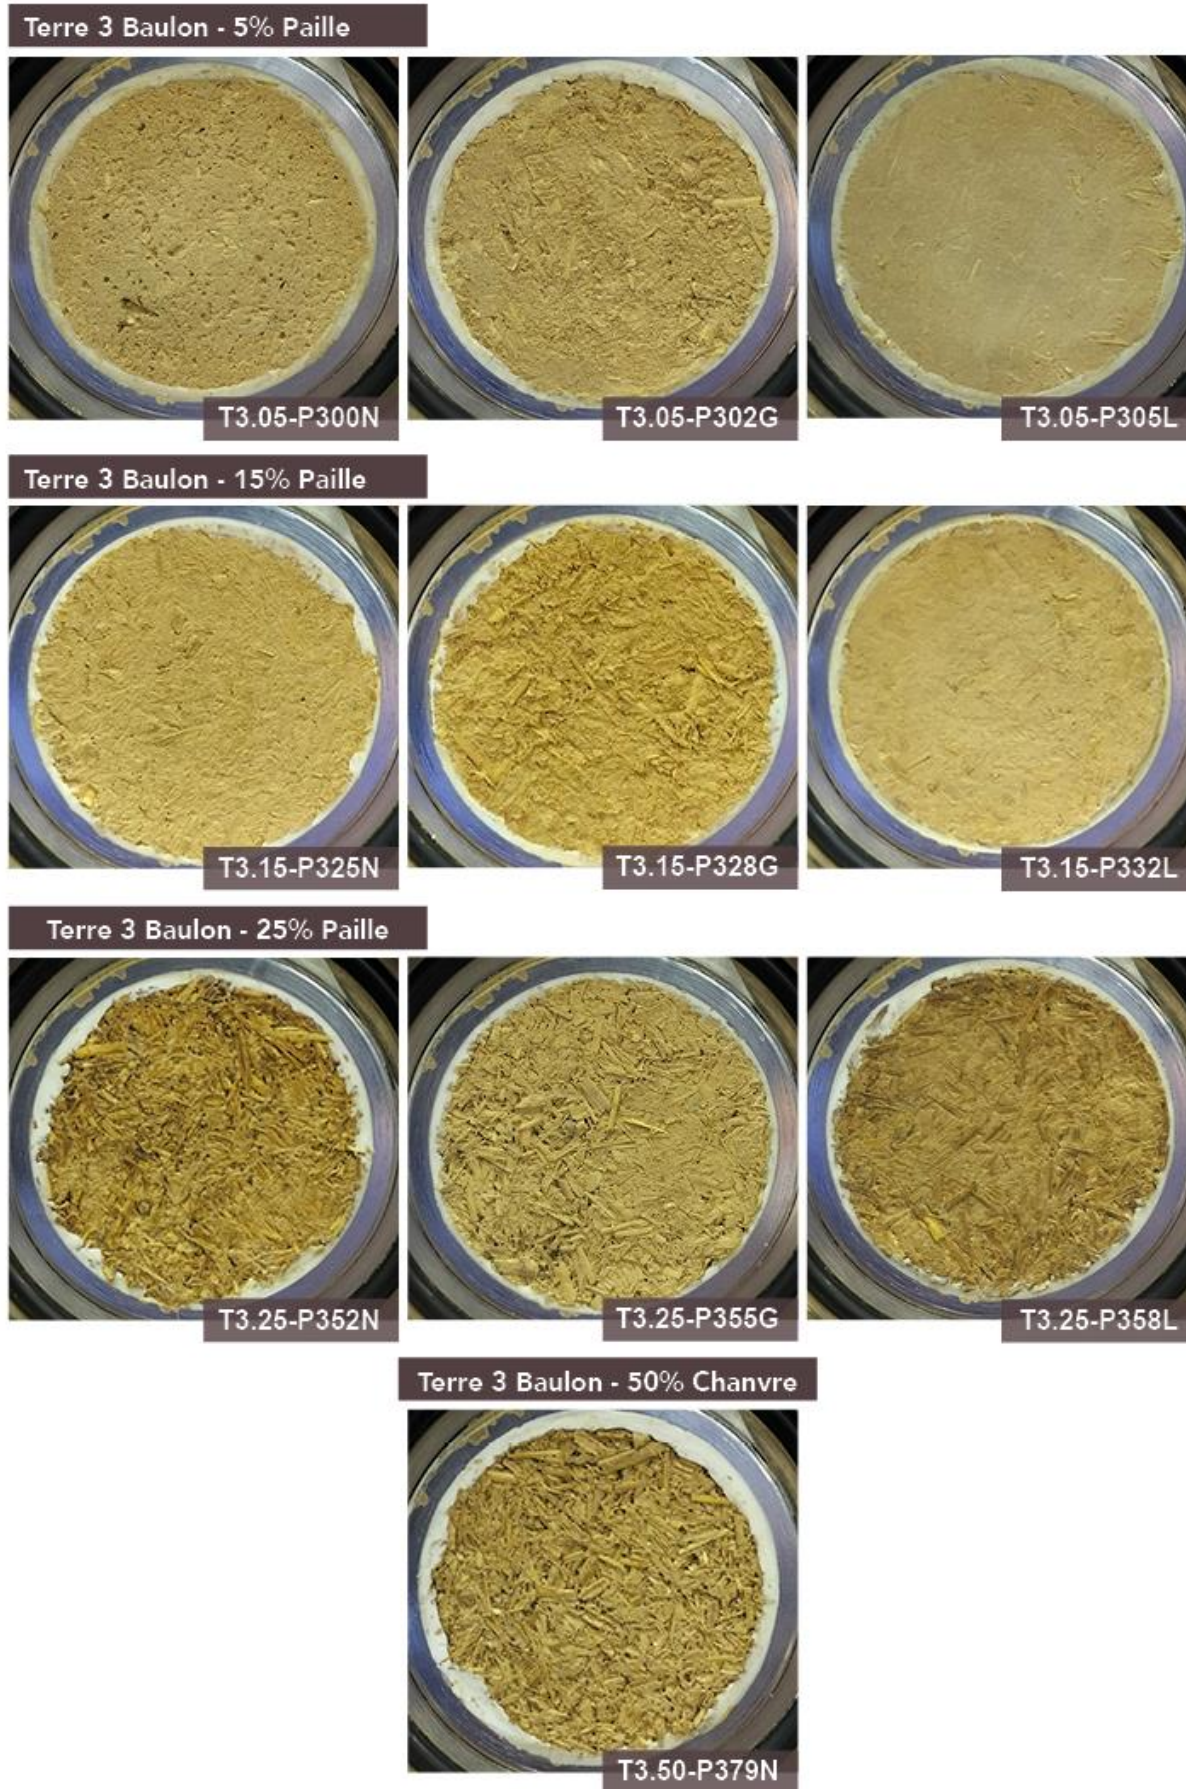 Terre 3 Baulon - 5% Paille
T3.05-P300N
T3.05-P302G
T3.05-P305L
Terre 3 Baulon - 15% Paille
T3.15-P325N
T3.15-P328G
T3.15-P332L
Terre 3 Baulon - 25% Paille
T3.25-P352N
T3.25-P355G
T3.25-P358L
Terre 3 Baulon - 50% Chanvre
T3.50-P379N